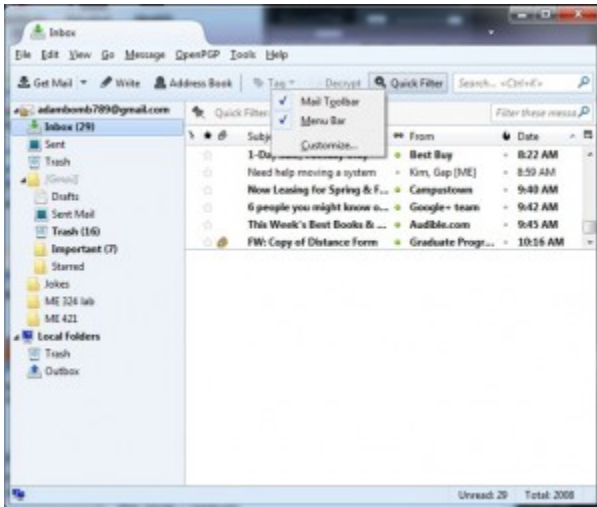 Inbox
File Edit View Go Message OpenPGP Tools Help
Get Mail Write Address Book Tag Decrypt Quick Filter Search... <Ctrl+K>
Mail Toolbar
Menu Bar
Customize...
adambomb789@gmail.com
Inbox (29)
Sent
Trash
[Gmail]
Drafts
Sent Mail
Trash (16)
Important (7)
Starred
Jokes
ME 324 lab
ME 421
Local Folders
Trash
Outbox
Quick Filter Filter these messa
Subj From Date
Best Buy 8:22 AM
Need help moving a system Kim, Gap [ME] 8:59 AM
Now Leasing for Spring & F... Campustown 9:40 AM
6 people you might know o... Google+ team 9:42 AM
This Week's Best Books & ... Audible.com 9:45 AM
FW: Copy of Distance Form Graduate Progr... 10:16 AM
Unread: 29 Total: 2008